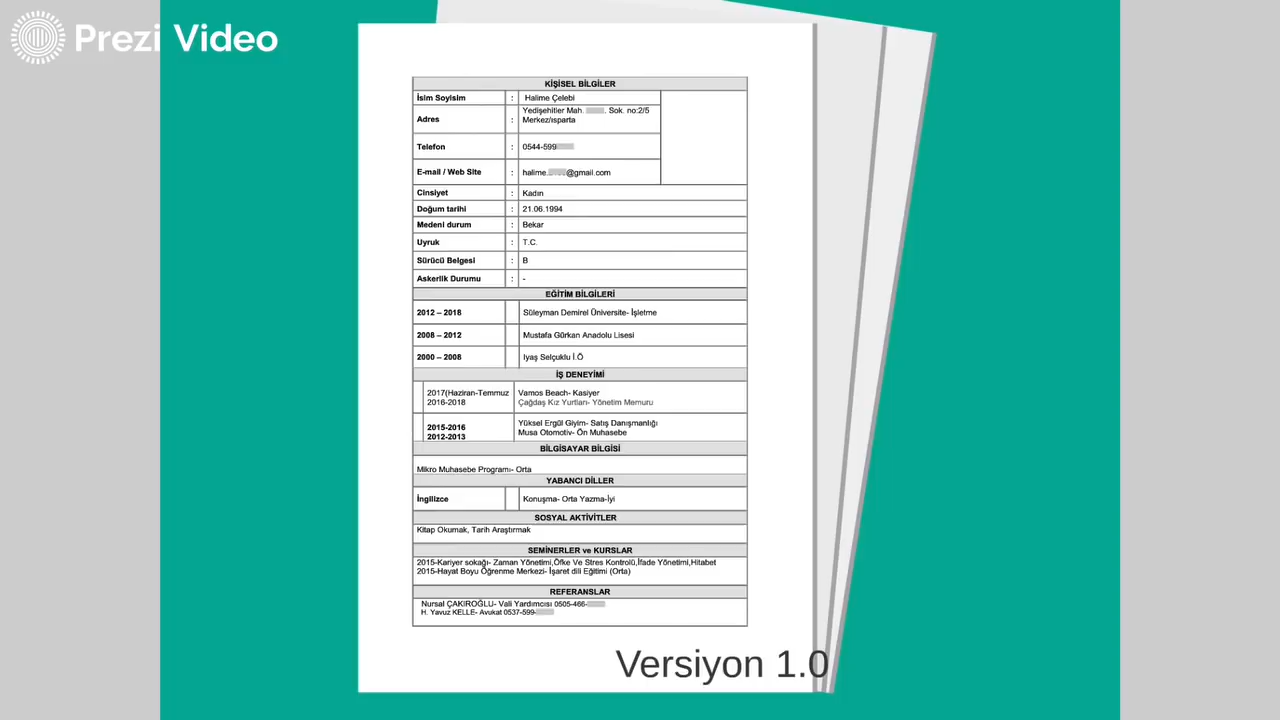 Prezi Video
KİŞİSEL BİLGİLER
İsim Soyisim : Halime Çelebi
Adres : Yedişehitler Mah. . Sok. no:2/5
Merkez/ısparta
Telefon : 0544-599
E-mail / Web Site : halime. @gmail.com
Cinsiyet : Kadın
Doğum tarihi : 21.06.1994
Medeni durum : Bekar
Uyruk : T.C.
Sürücü Belgesi : B
Askerlik Durumu : -
EĞİTİM BİLGİLERİ
2012 – 2018 Süleyman Demirel Üniversite- İşletme
2008 – 2012 Mustafa Gürkan Anadolu Lisesi
2000 – 2008 Iyaş Selçuklu İ.Ö
İŞ DENEYİMİ
2017(Haziran-Temmuz Vamos Beach- Kasiyer
2016-2018 Çağdaş Kız Yurtları- Yönetim Memuru
2015-2016 Yüksel Ergül Giyim- Satış Danışmanlığı
2012-2013 Musa Otomotiv- Ön Muhasebe
BİLGİSAYAR BİLGİSİ
Mikro Muhasebe Programı- Orta
YABANCI DİLLER
İngilizce Konuşma- Orta Yazma-İyi
SOSYAL AKTİVİTLER
Kitap Okumak, Tarih Araştırmak
SEMİNERLER ve KURSLAR
2015-Kariyer sokağı- Zaman Yönetimi,Öfke Ve Stres Kontrolü,İfade Yönetimi,Hitabet
2015-Hayat Boyu Öğrenme Merkezi- İşaret dili Eğitimi (Orta)
REFERANSLAR
Nursal ÇAKIROĞLU- Vali Yardımcısı 0505-466-
H. Yavuz KELLE- Avukat 0537-599-
Versiyon 1.0